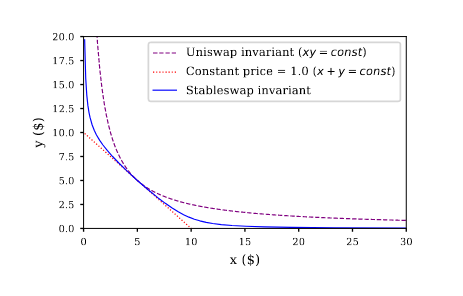 Uniswap invariant (xy = const)
Constant price = 1.0 (x + y = const)
Stableswap invariant
y ($)
20.0
17.5
15.0
12.5
10.0
7.5
5.0
2.5
0.0
0 5 10 15 20 25 30
x ($)